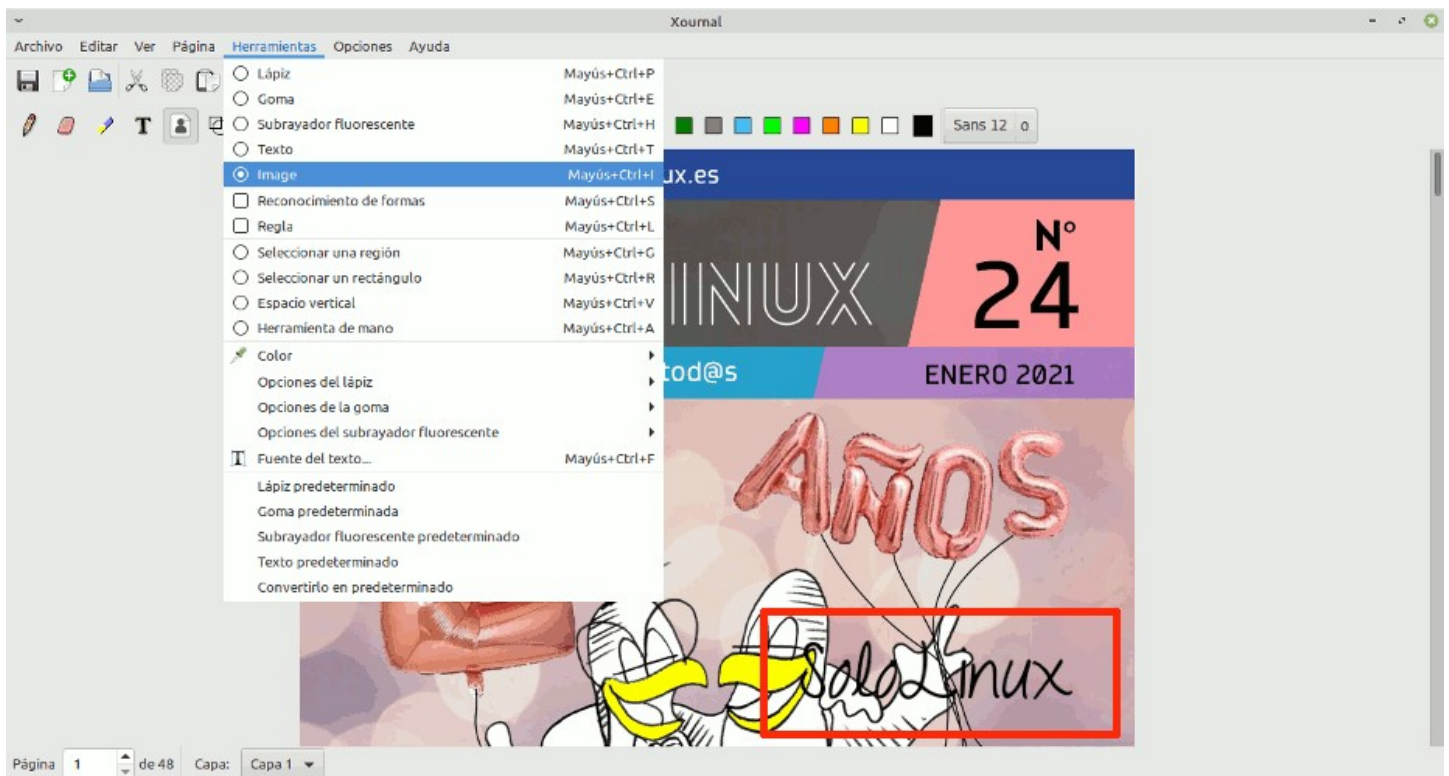 Xournal
Archivo Editar Ver Página Herramientas Opciones Ayuda
Lápiz Mayús+Ctrl+P
Goma Mayús+Ctrl+E
Subrayador fluorescente Mayús+Ctrl+H
Texto Mayús+Ctrl+T
Image Mayús+Ctrl+I
Reconocimiento de formas Mayús+Ctrl+S
Regla Mayús+Ctrl+L
Seleccionar una región Mayús+Ctrl+G
Seleccionar un rectángulo Mayús+Ctrl+R
Espacio vertical Mayús+Ctrl+V
Herramienta de mano Mayús+Ctrl+A
Color
Opciones del lápiz
Opciones de la goma
Opciones del subrayador fluorescente
Fuente del texto... Mayús+Ctrl+F
Lápiz predeterminado
Goma predeterminada
Subrayador fluorescente predeterminado
Texto predeterminado
Convertirlo en predeterminado
T
Sans 12
ux.es
INUX
N°
24
tod@s
ENERO 2021
AÑOS
SoloLinux
Página 1 de 48 Capa: Capa 1